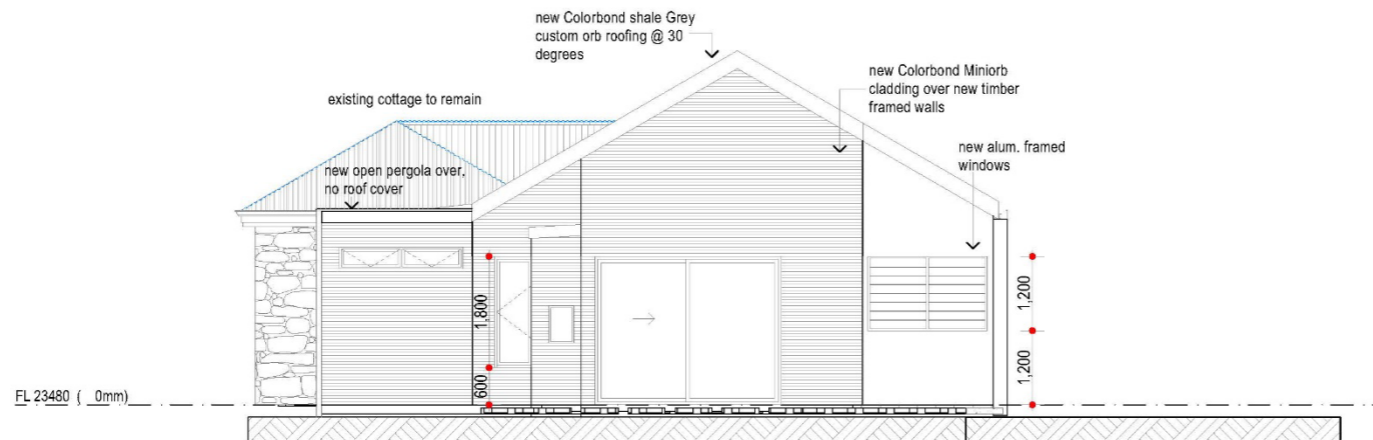 new Colorbond shale Grey
custom orb roofing @ 30
degrees
new Colorbond Miniorb
cladding over new timber
framed walls
existing cottage to remain
new alum. framed
windows
new open pergola over,
no roof cover
1,800
600
1,200
1,200
FL 23480 ( 0mm)